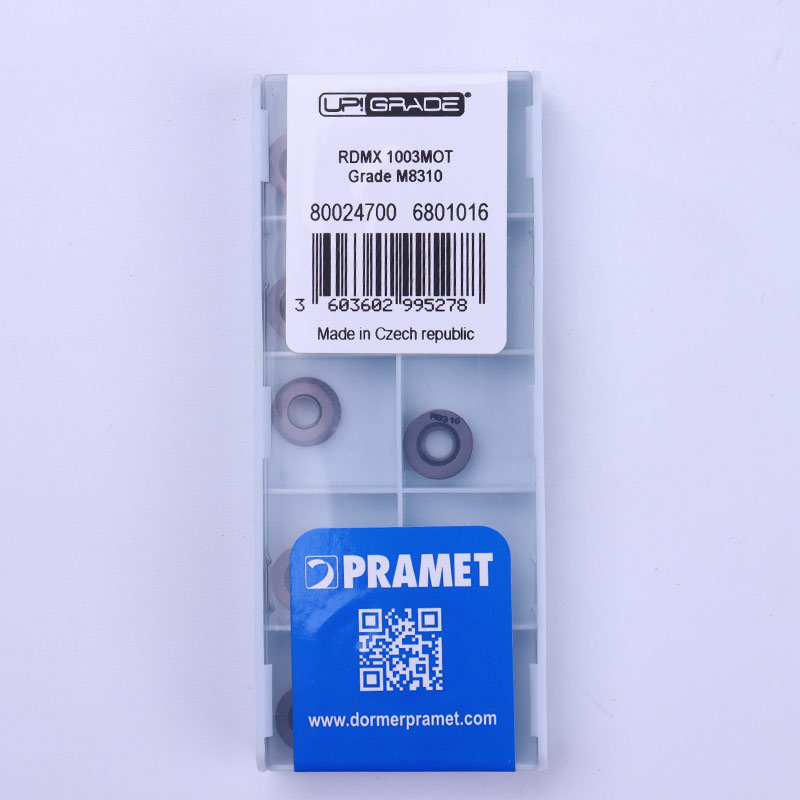 UP! GRADE®
RDMX 1003MOT
Grade M8310
80024700 6801016
3 603602 995278
Made in Czech republic
M8310
PRAMET
www.dormerpramet.com